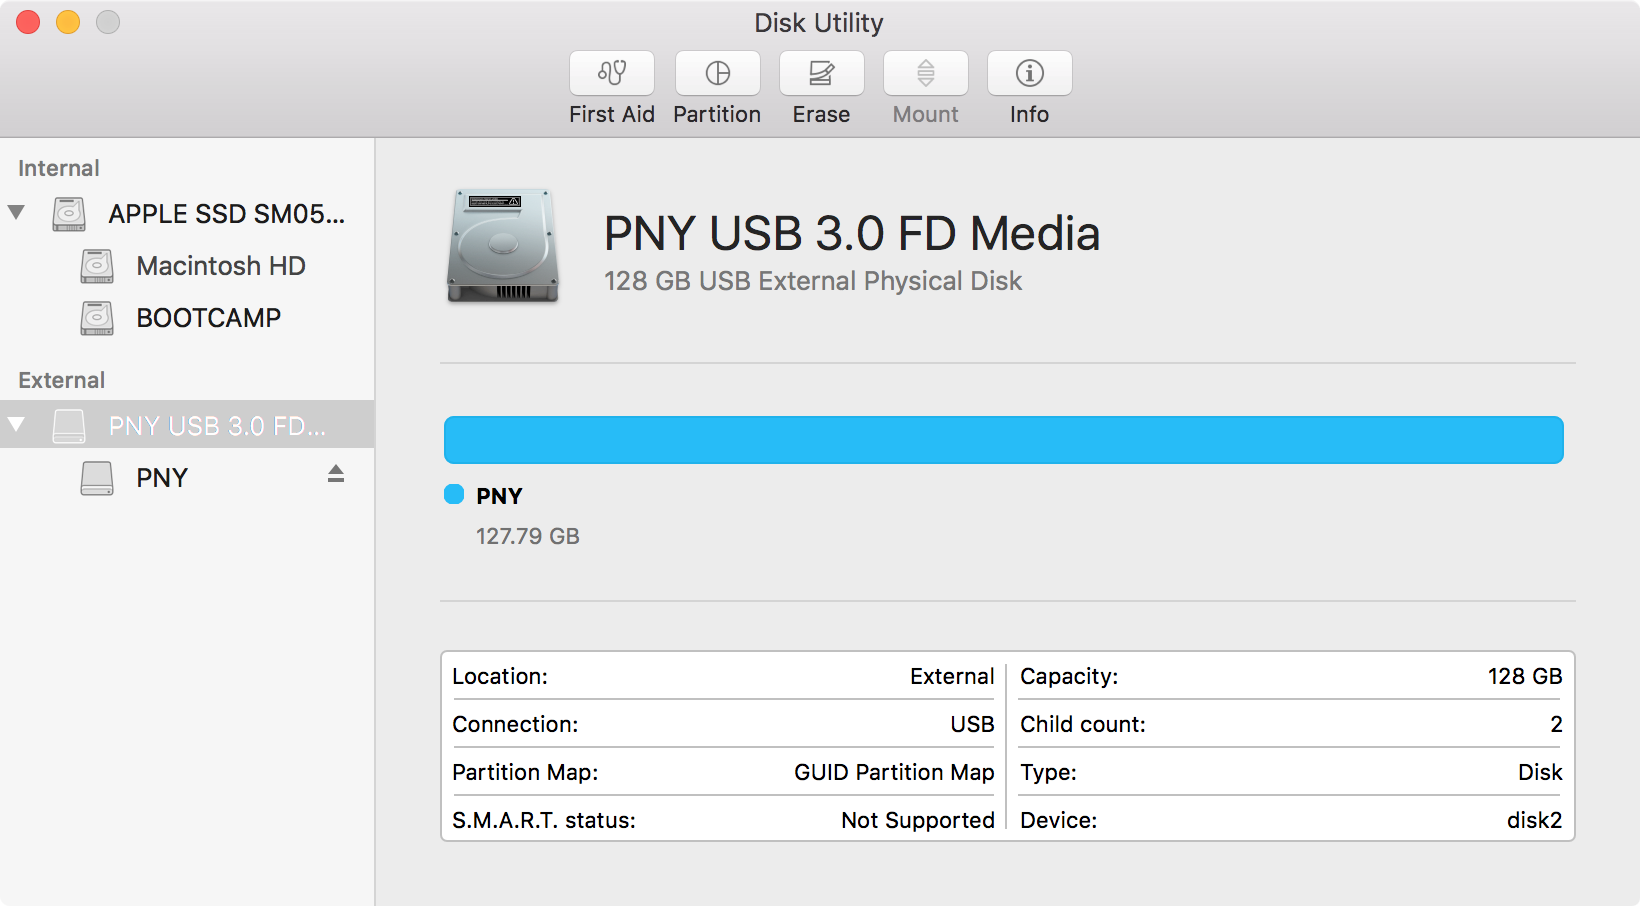 Disk Utility
First Aid
Partition
Erase
Mount
Info
Internal
APPLE SSD SM05...
Macintosh HD
BOOTCAMP
External
PNY USB 3.0 FD...
PNY
PNY USB 3.0 FD Media
128 GB USB External Physical Disk
PNY
127.79 GB
Location: External
Connection: USB
Partition Map: GUID Partition Map
S.M.A.R.T. status: Not Supported
Capacity: 128 GB
Child count: 2
Type: Disk
Device: disk2